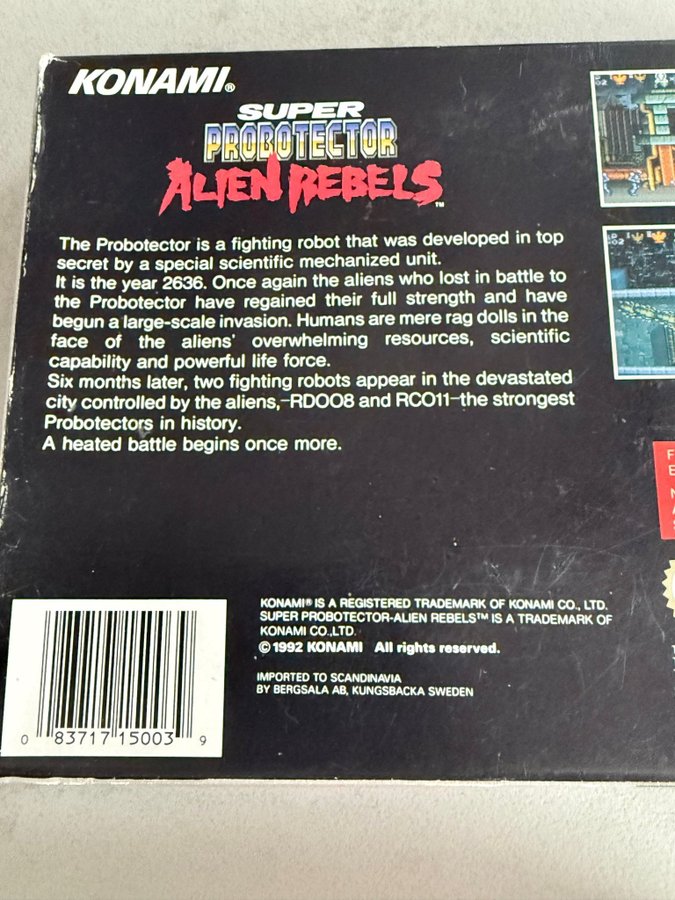 KONAMI®
SUPER
PROBOTECTOR
ALIEN REBELS™
The Probotector is a fighting robot that was developed in top
secret by a special scientific mechanized unit.
It is the year 2636. Once again the aliens who lost in battle to
the Probotector have regained their full strength and have
begun a large-scale invasion. Humans are mere rag dolls in the
face of the aliens' overwhelming resources, scientific
capability and powerful life force.
Six months later, two fighting robots appear in the devastated
city controlled by the aliens,–RD008 and RC011–the strongest
Probotectors in history.
A heated battle begins once more.
KONAMI® IS A REGISTERED TRADEMARK OF KONAMI CO., LTD.
SUPER PROBOTECTOR-ALIEN REBELS™ IS A TRADEMARK OF
KONAMI CO.,LTD.
© 1992 KONAMI All rights reserved.
IMPORTED TO SCANDINAVIA
BY BERGSALA AB, KUNGSBACKA SWEDEN
0 83717 15003 9